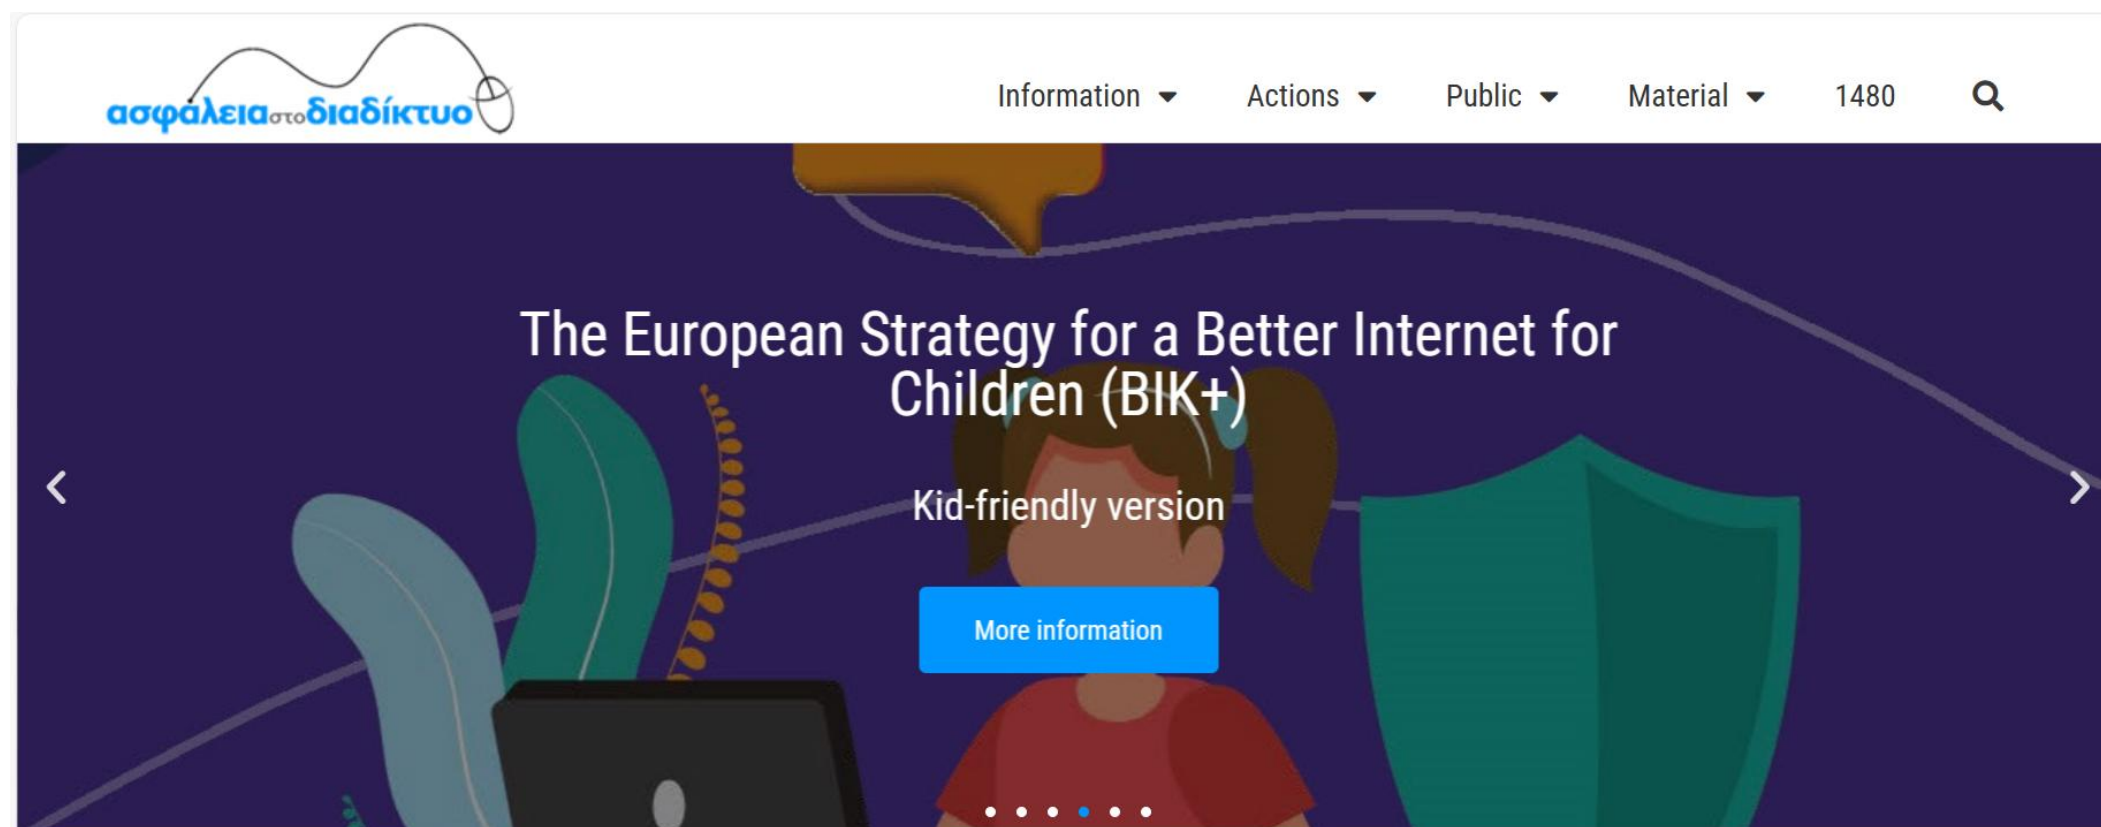 ασφάλειαστοδιαδίκτυο
Information Actions Public Material 1480
The European Strategy for a Better Internet for
Children (BIK+)
Kid-friendly version
More information